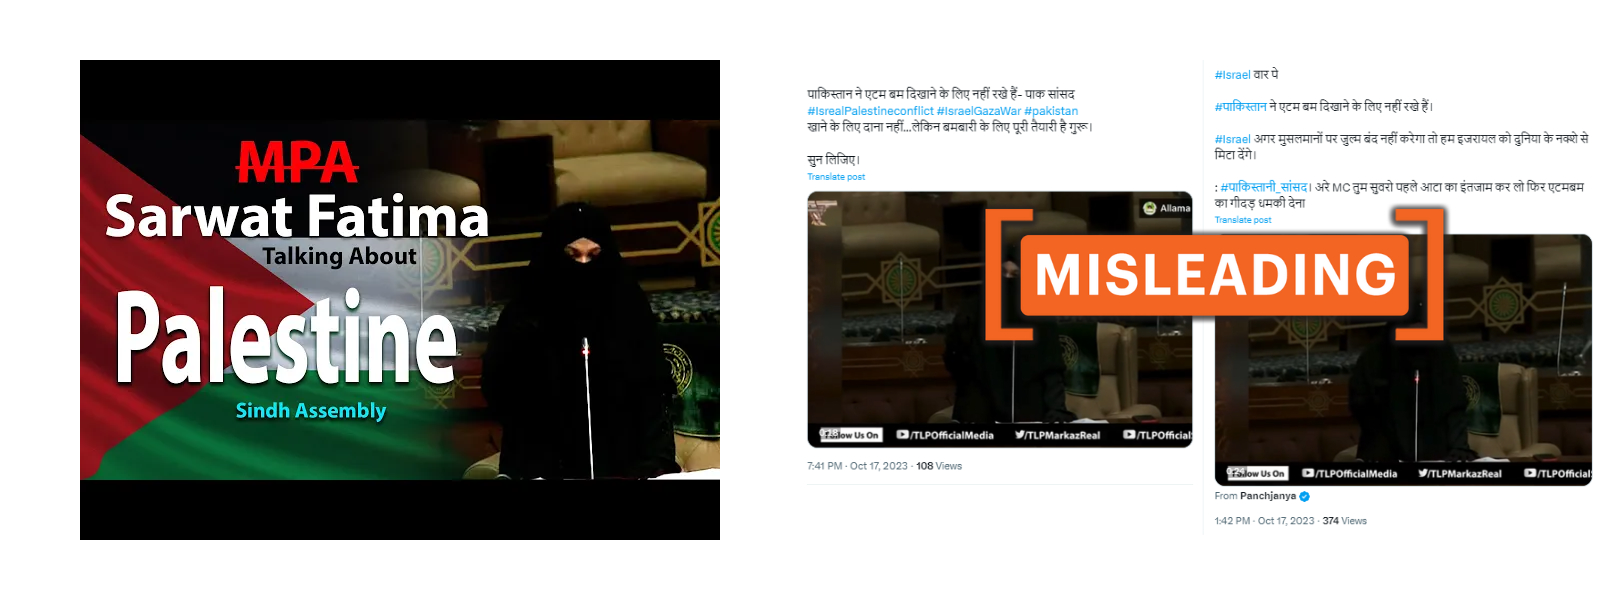 MPA
Sarwat Fatima
Talking About
Palestine
Sindh Assembly
पाकिस्तान ने एटम बम दिखाने के लिए नहीं रखे हैं- पाक सांसद
#IsrealPalestineconflict #IsraelGazaWar #pakistan
खाने के लिए दाना नहीं...लेकिन बमबारी के लिए पूरी तैयारी है गुरू।
सुन लिजिए।
Translate post
Allama
Follow Us On /TLPOfficialMedia /TLPMarkazReal /TLPOfficial
7:41 PM · Oct 17, 2023 · 108 Views
#Israel वार पे
#पाकिस्तान ने एटम बम दिखाने के लिए नहीं रखे हैं।
#Israel अगर मुसलमानों पर जुल्म बंद नहीं करेगा तो हम इजरायल को दुनिया के नक्शे से
मिटा देंगे।
: #पाकिस्तानी_सांसद। अरे MC तुम सुवरो पहले आटा का इंतजाम कर लो फिर एटमबम
का गीदड़ धमकी देना
Translate post
MISLEADING
Follow Us On /TLPOfficialMedia /TLPMarkazReal /TLPOfficial
From Panchjanya
1:42 PM · Oct 17, 2023 · 374 Views